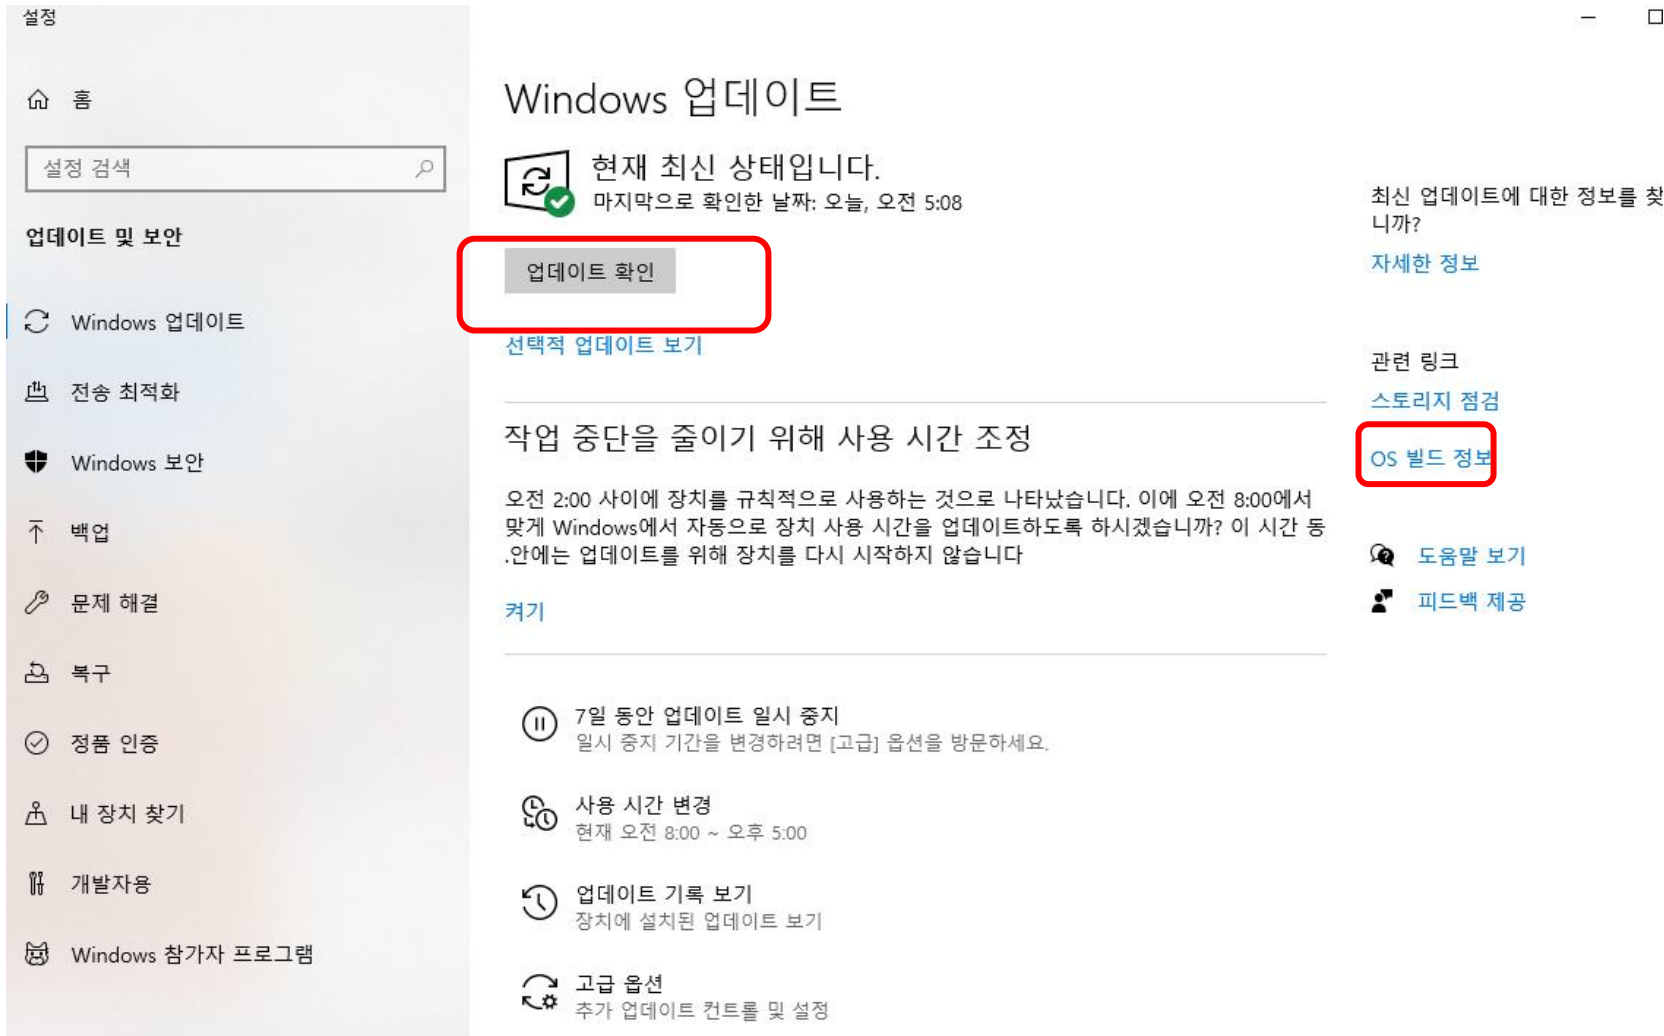 설정
홈
설정 검색
업데이트 및 보안
Windows 업데이트
전송 최적화
Windows 보안
백업
문제 해결
복구
정품 인증
내 장치 찾기
개발자용
Windows 참가자 프로그램
Windows 업데이트
현재 최신 상태입니다.
마지막으로 확인한 날짜: 오늘, 오전 5:08
업데이트 확인
선택적 업데이트 보기
작업 중단을 줄이기 위해 사용 시간 조정
오전 2:00 사이에 장치를 규칙적으로 사용하는 것으로 나타났습니다. 이에 오전 8:00에서
맞게 Windows에서 자동으로 장치 사용 시간을 업데이트하도록 하시겠습니까? 이 시간 동
.안에는 업데이트를 위해 장치를 다시 시작하지 않습니다
켜기
7일 동안 업데이트 일시 중지
일시 중지 기간을 변경하려면 [고급] 옵션을 방문하세요.
사용 시간 변경
현재 오전 8:00 ~ 오후 5:00
업데이트 기록 보기
장치에 설치된 업데이트 보기
고급 옵션
추가 업데이트 컨트롤 및 설정
최신 업데이트에 대한 정보를 찾
니까?
자세한 정보
관련 링크
스토리지 점검
OS 빌드 정보
도움말 보기
피드백 제공